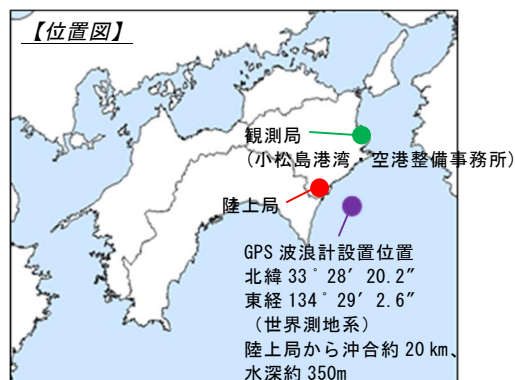 【位置図】
観測局
(小松島港湾・空港整備事務所)
陸上局
GPS 波浪計設置位置
北緯 33°28′20.2″
東経 134°29′2.6″
(世界測地系)
陸上局から沖合約 20 km、
水深約 350m